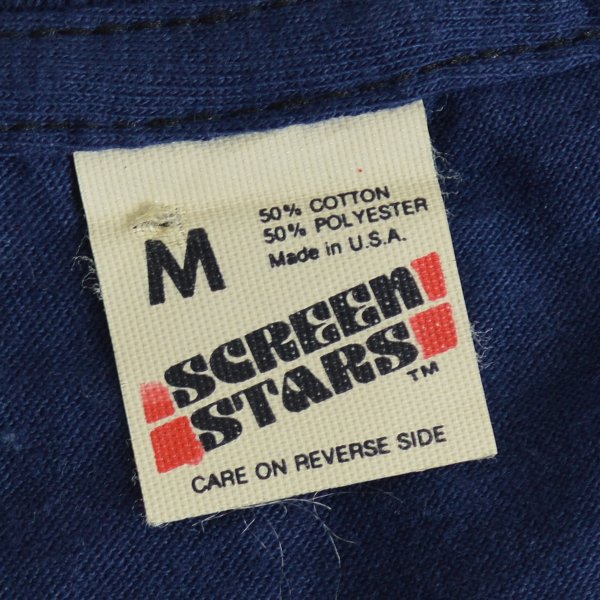 M
50% COTTON
50% POLYESTER
Made in U.S.A.
SCREEN
STARS
TM
CARE ON REVERSE SIDE